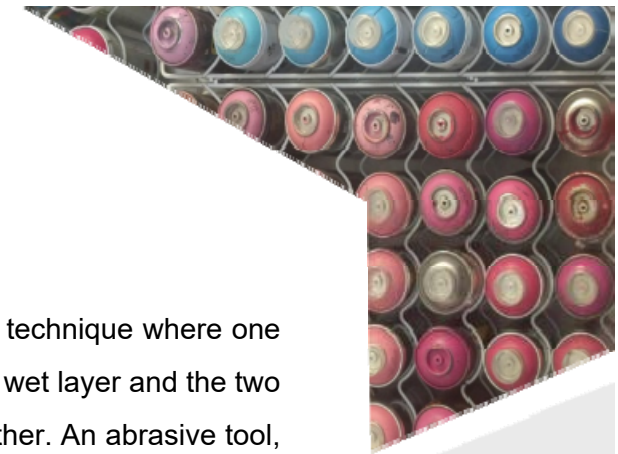 technique where one
wet layer and the two
ther. An abrasive tool,